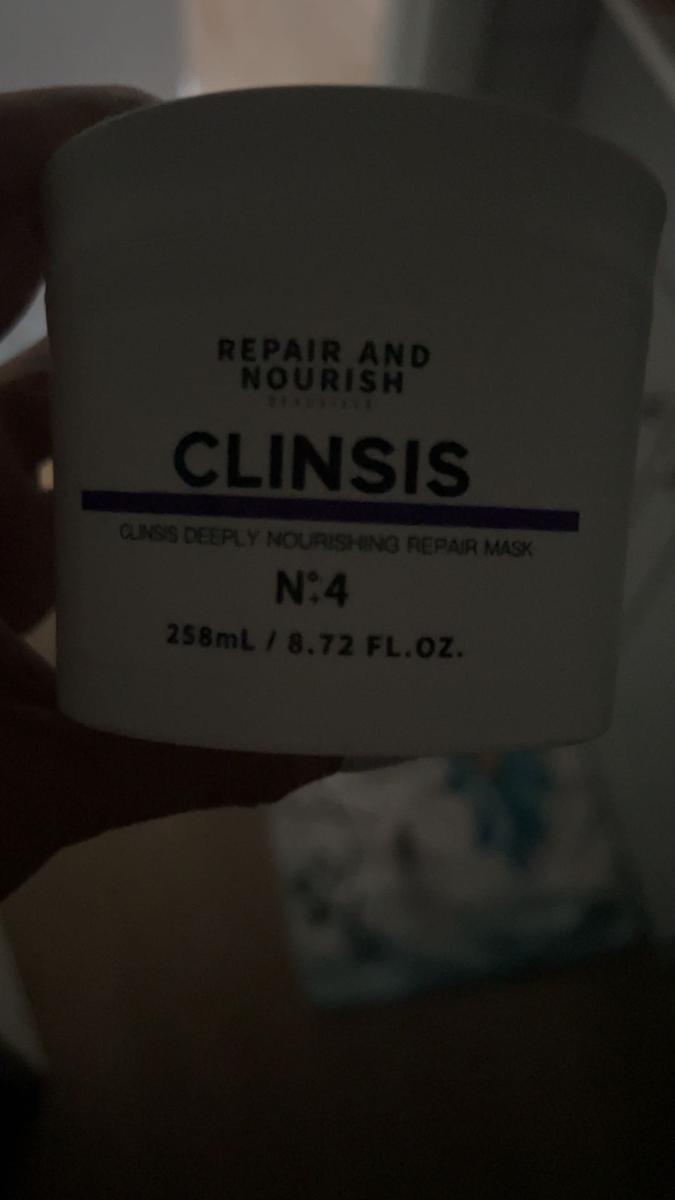 REPAIR AND
NOURISH
CLINSIS
CLINSIS DEEPLY NOURISHING REPAIR MASK
N°:4
258mL / 8.72 FL.OZ.